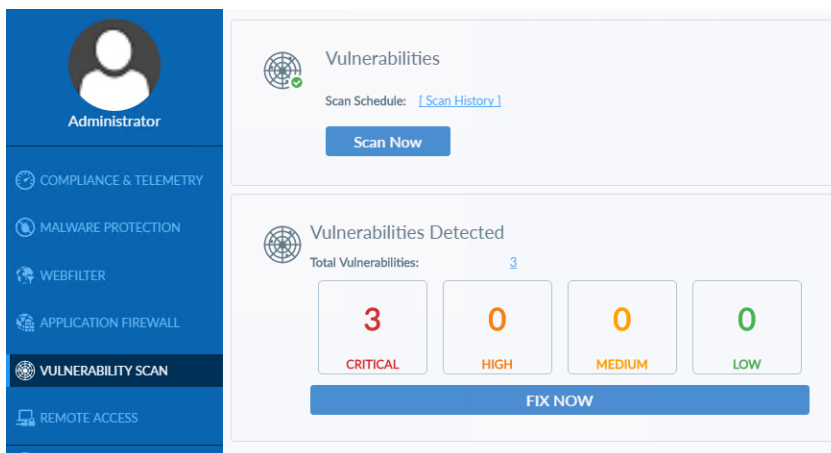 Administrator
COMPLIANCE & TELEMETRY
MALWARE PROTECTION
WEBFILTER
APPLICATION FIREWALL
VULNERABILITY SCAN
REMOTE ACCESS
Vulnerabilities
Scan Schedule: [ Scan History ]
Scan Now
Vulnerabilities Detected
Total Vulnerabilities: 3
3 0 0 0
CRITICAL HIGH MEDIUM LOW
FIX NOW